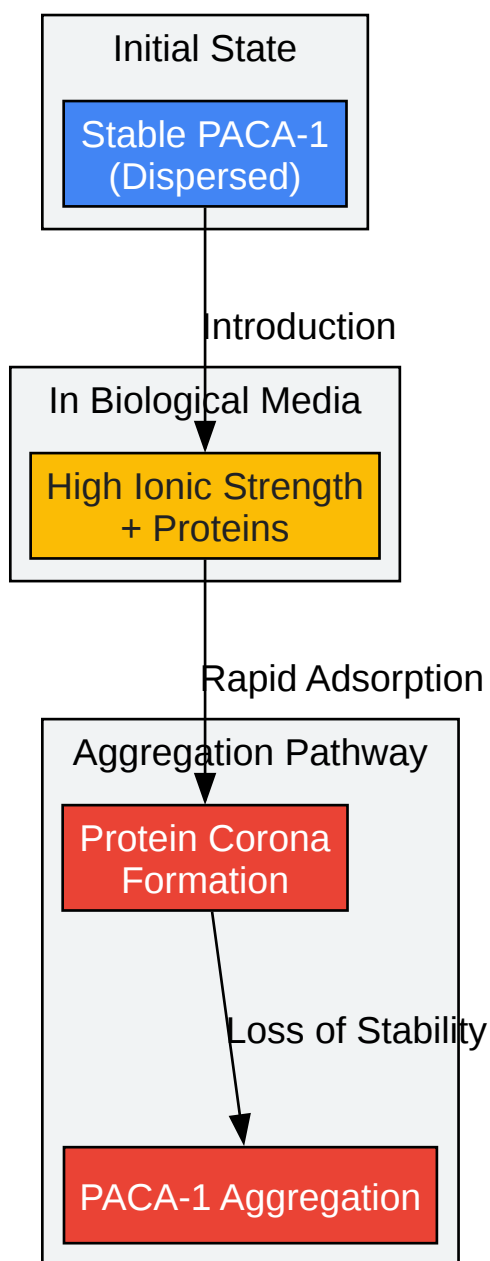 Initial State
Stable PACA-1
(Dispersed)
Introduction
In Biological Media
High Ionic Strength
+ Proteins
Rapid Adsorption
Aggregation Pathway
Protein Corona
Formation
Loss of Stability
PACA-1 Aggregation